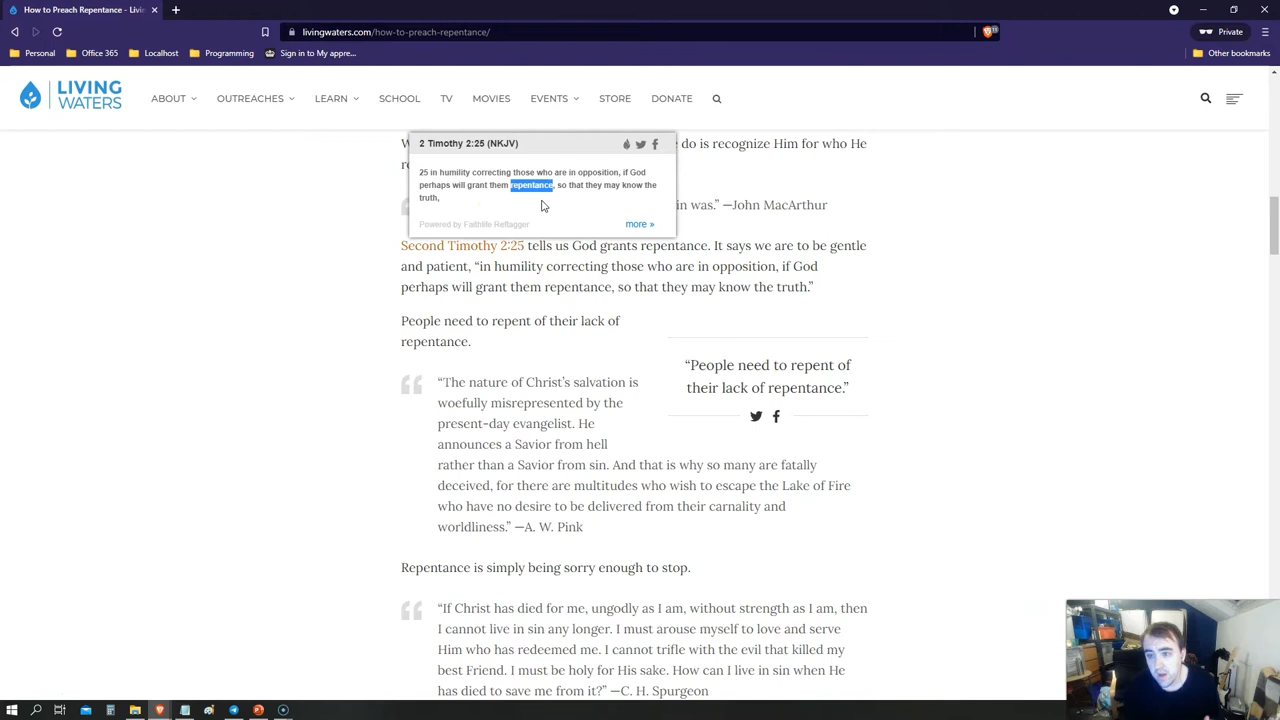 How to Preach Repentance - Livi
livingwaters.com/how-to-preach-repentance/
Private
Personal
Office 365
Localhost
Programming
Sign in to My appre...
Other bookmarks
LIVING
WATERS
ABOUT
OUTREACHES
LEARN
SCHOOL
TV
MOVIES
EVENTS
STORE
DONATE
2 Timothy 2:25 (NKJV)
do is recognize Him for who He
25 in humility correcting those who are in opposition, if God
perhaps will grant them repentance, so that they may know the
truth,
in was.” —John MacArthur
Powered by Faithlife Reftagger
more »
Second Timothy 2:25 tells us God grants repentance. It says we are to be gentle
and patient, “in humility correcting those who are in opposition, if God
perhaps will grant them repentance, so that they may know the truth.”
People need to repent of their lack of
repentance.
“People need to repent of
their lack of repentance.”
“The nature of Christ’s salvation is
woefully misrepresented by the
present-day evangelist. He
announces a Savior from hell
rather than a Savior from sin. And that is why so many are fatally
deceived, for there are multitudes who wish to escape the Lake of Fire
who have no desire to be delivered from their carnality and
worldliness.” —A. W. Pink
Repentance is simply being sorry enough to stop.
“If Christ has died for me, ungodly as I am, without strength as I am, then
I cannot live in sin any longer. I must arouse myself to love and serve
Him who has redeemed me. I cannot trifle with the evil that killed my
best Friend. I must be holy for His sake. How can I live in sin when He
has died to save me from it?” —C. H. Spurgeon